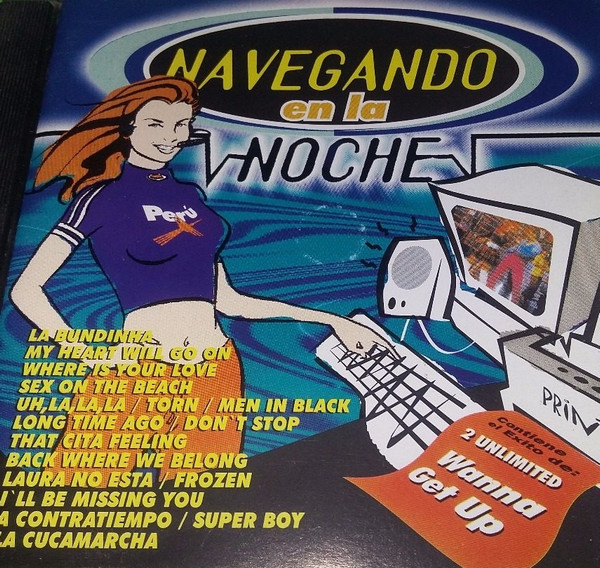 NAVEGANDO
en la
NOCHE
Perú
LA BUNDINHA
MY HEART WILL GO ON
WHERE IS YOUR LOVE
SEX ON THE BEACH
UH,LA,LA,LA / TORN / MEN IN BLACK
LONG TIME AGO / DON`T STOP
THAT CITA FEELING
BACK WHERE WE BELONG
LAURA NO ESTA / FROZEN
I`LL BE MISSING YOU
A CONTRATIEMPO / SUPER BOY
LA CUCAMARCHA
PRIN
Contiene
el Exito de:
2 UNLIMITED
Wanna
Get Up